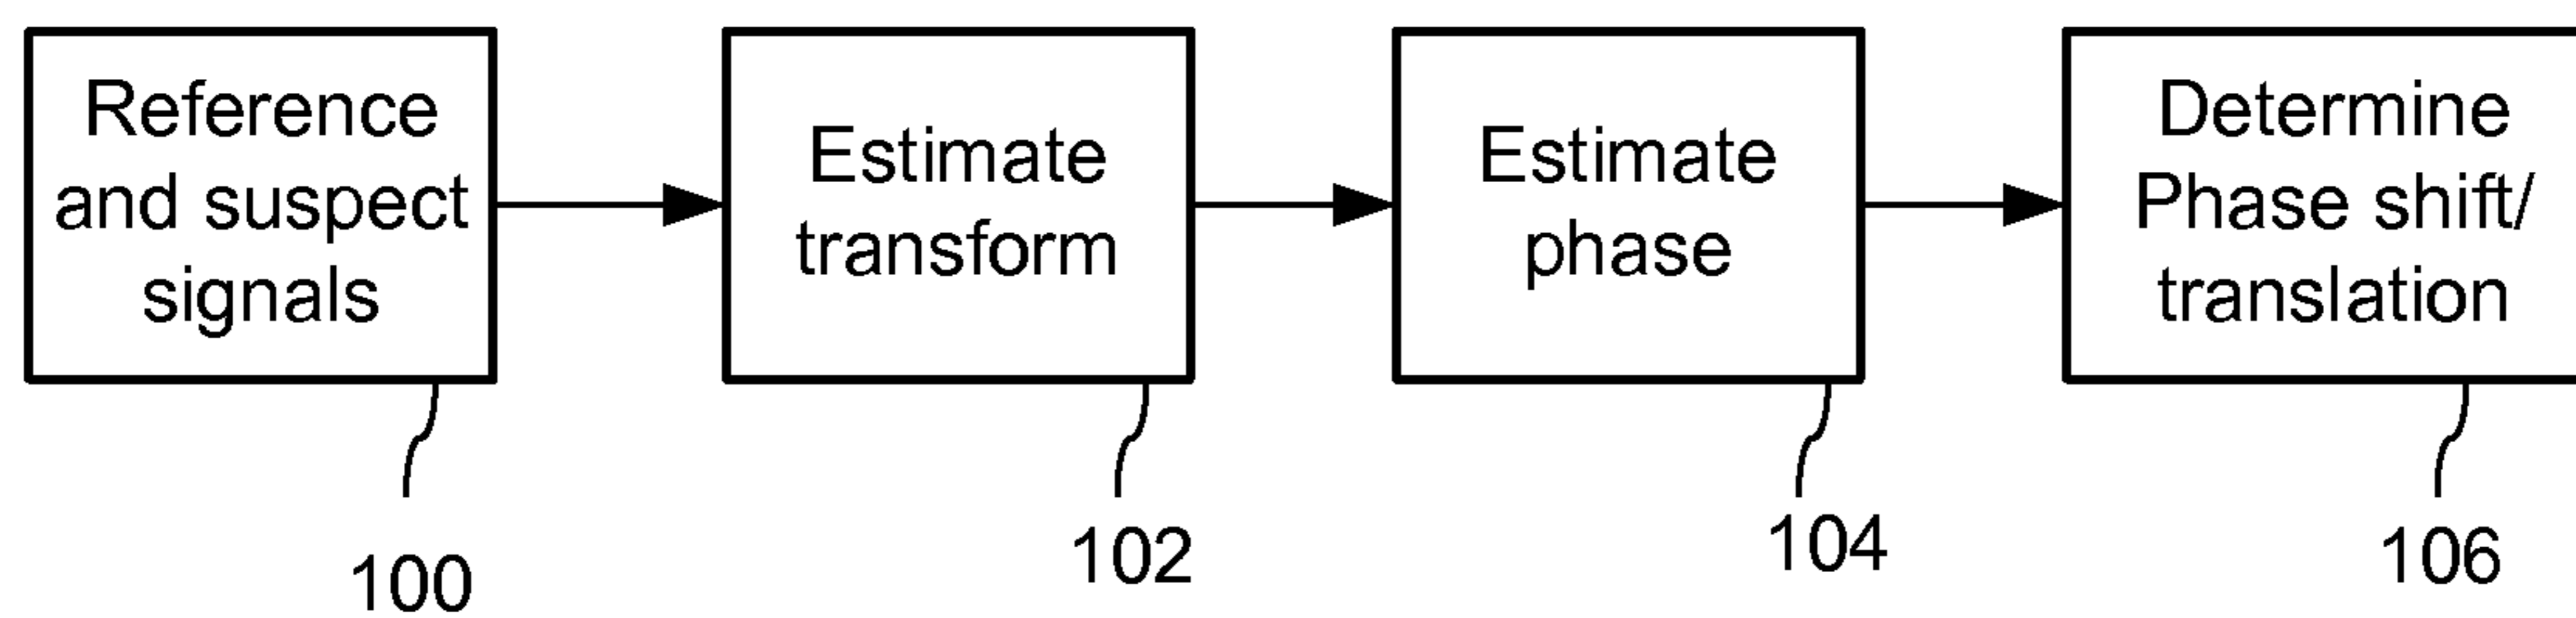 Reference
and suspect
signals
Estimate
transform
Estimate
phase
Determine
Phase shift/
translation
100
102
104
106